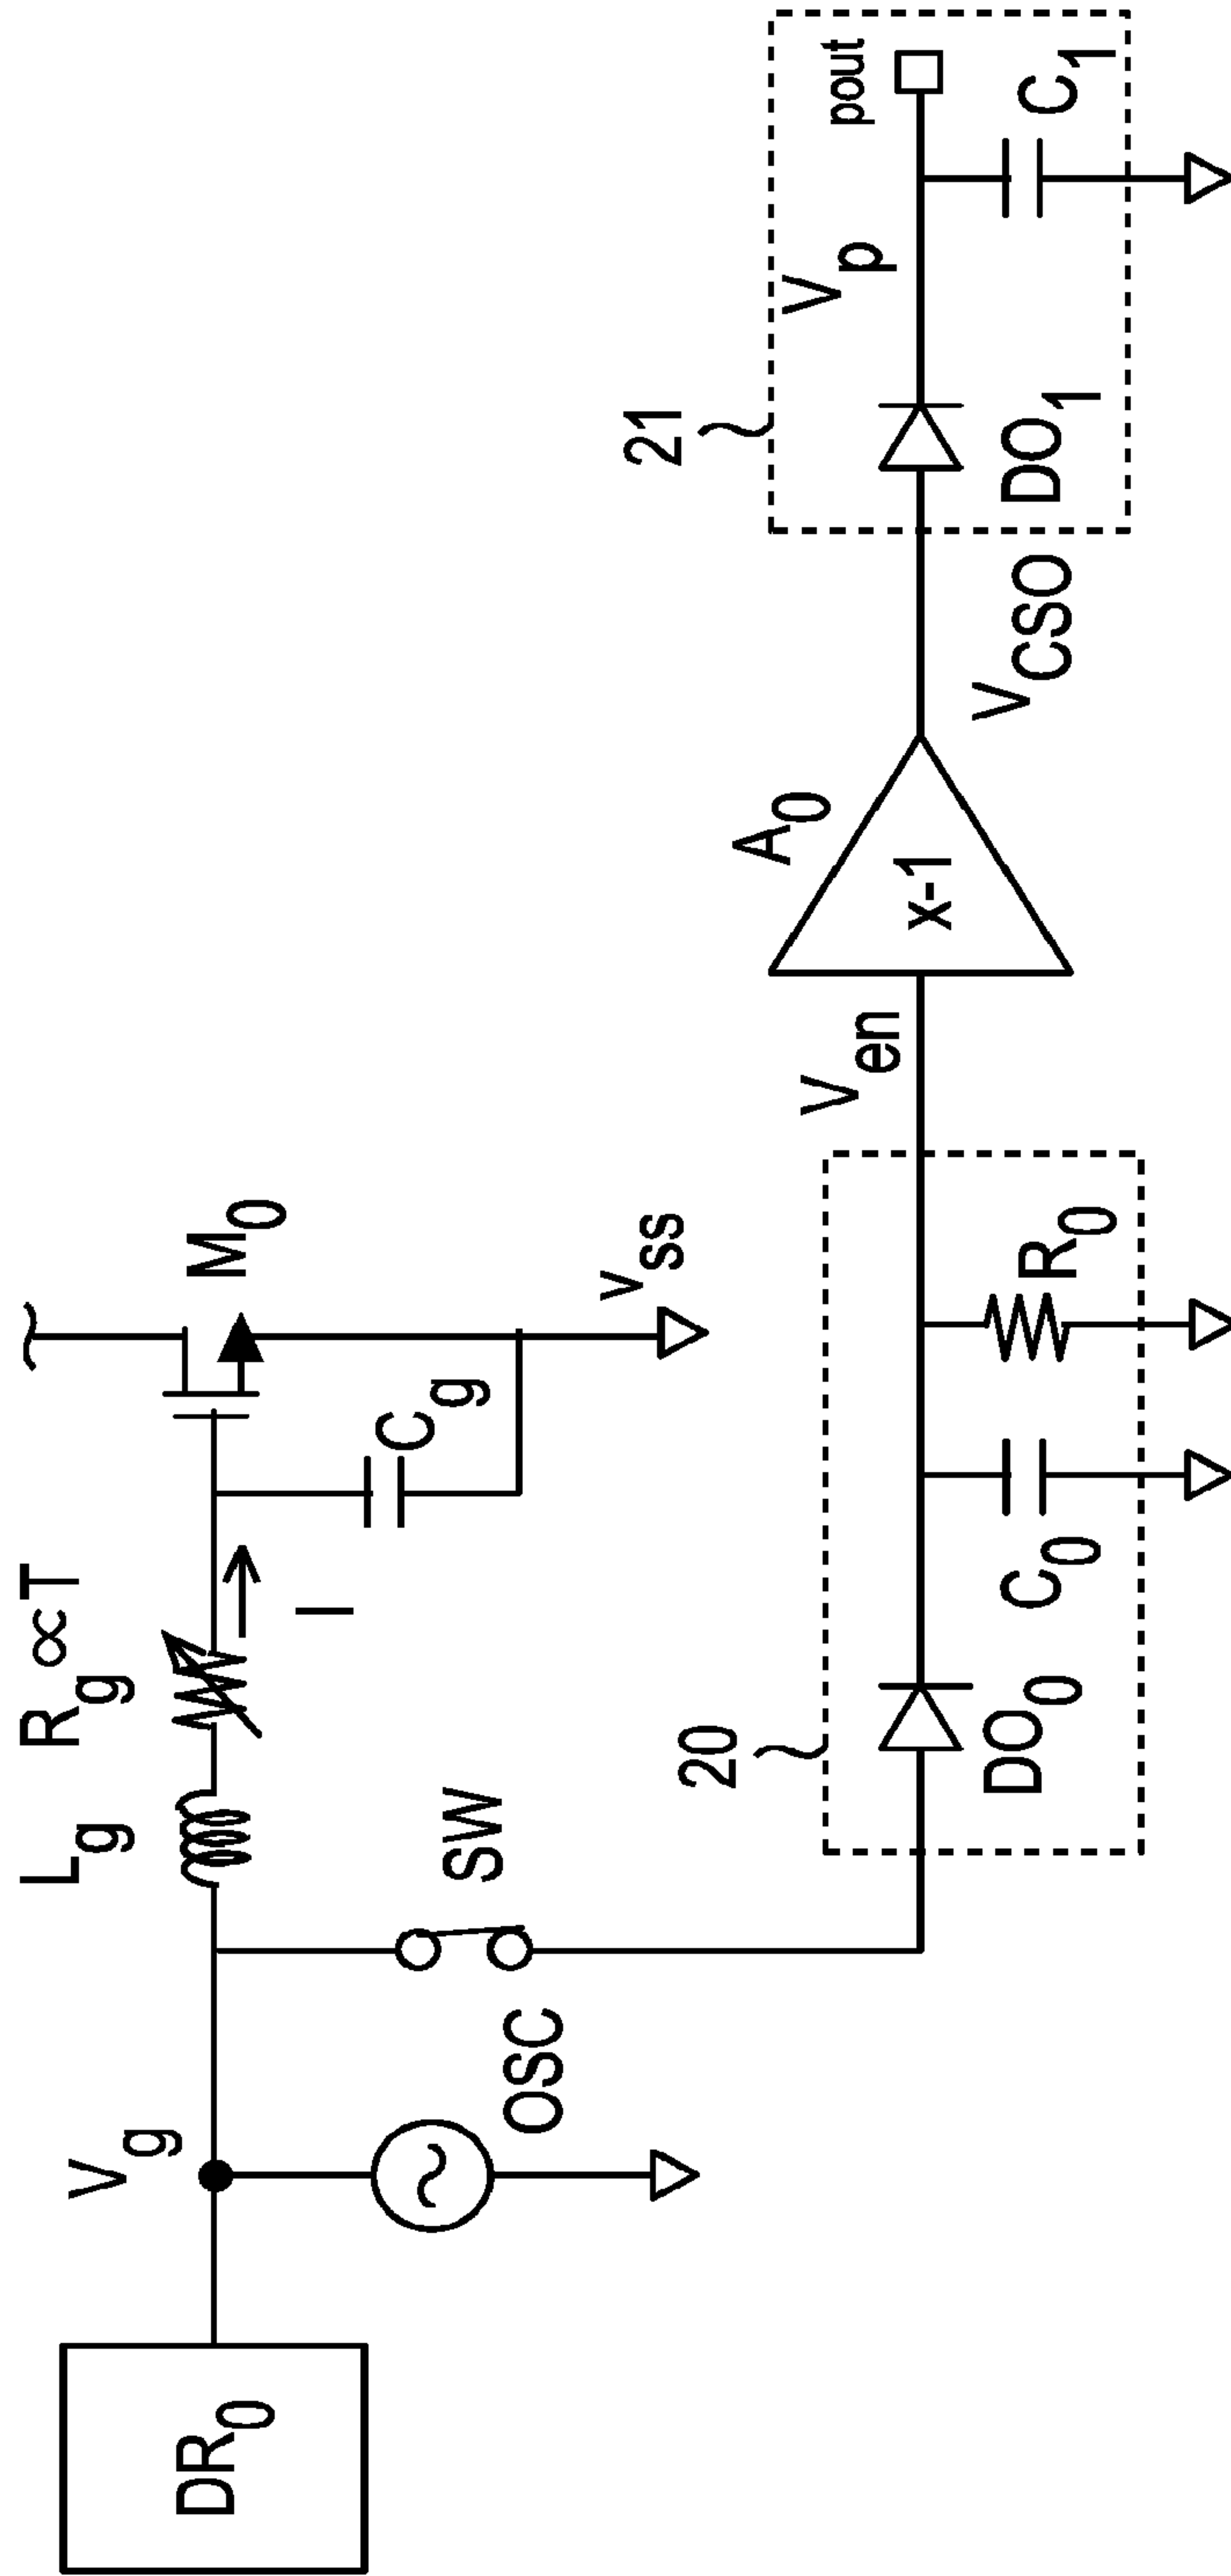 DR0
Vg
OSC
SW
Lg
Rg ∝T
I
Cg
M0
vss
20
DO0
C0
R0
Ven
A0
x-1
VCSO
21
DO1
Vp
pout
C1